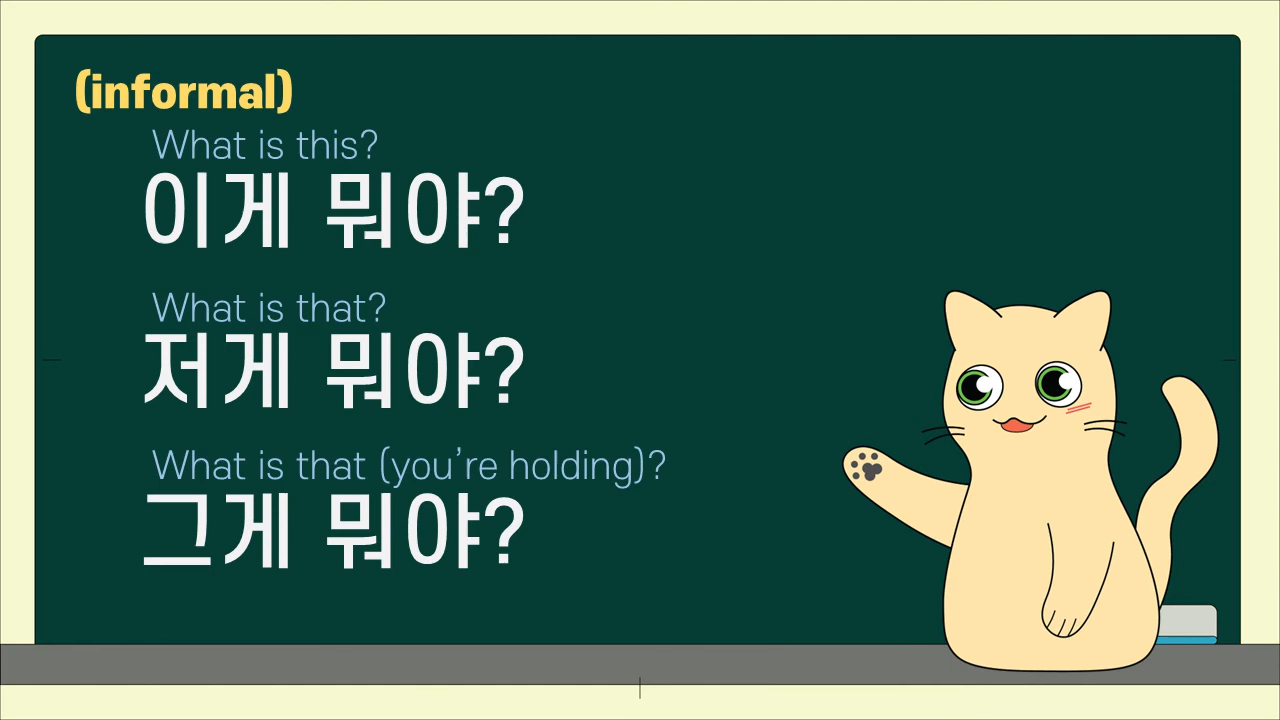 (informal)
What is this?
이게 뭐야?
What is that?
저게 뭐야?
What is that (you're holding)?
그게 뭐야?